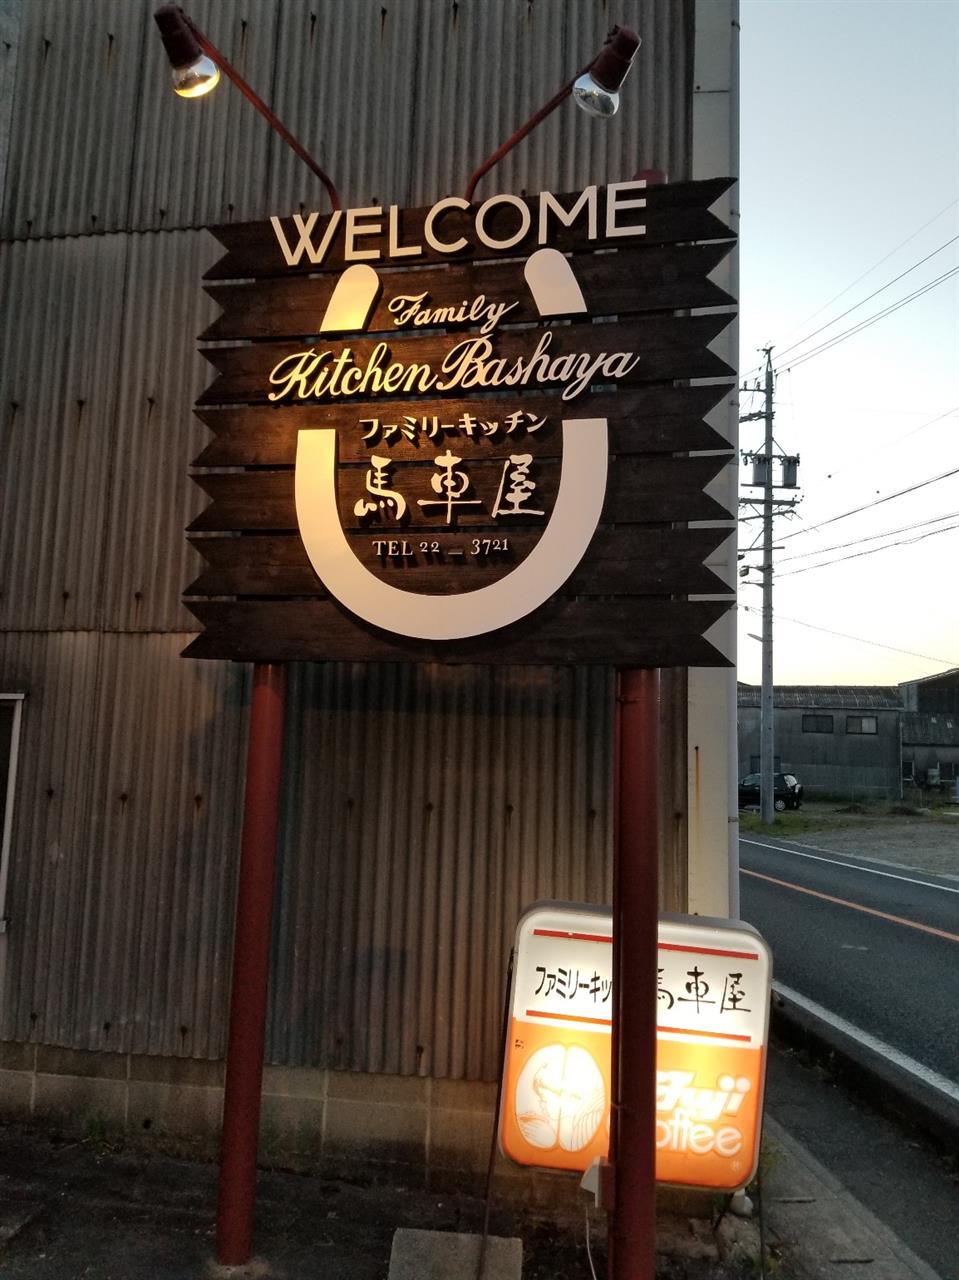 WELCOME
Family
Kitchen Bashaya
ファミリーキッチン
馬車屋
TEL 22 _ 3721
ファミリーキッ 馬車屋
Fuji
Coffee
®